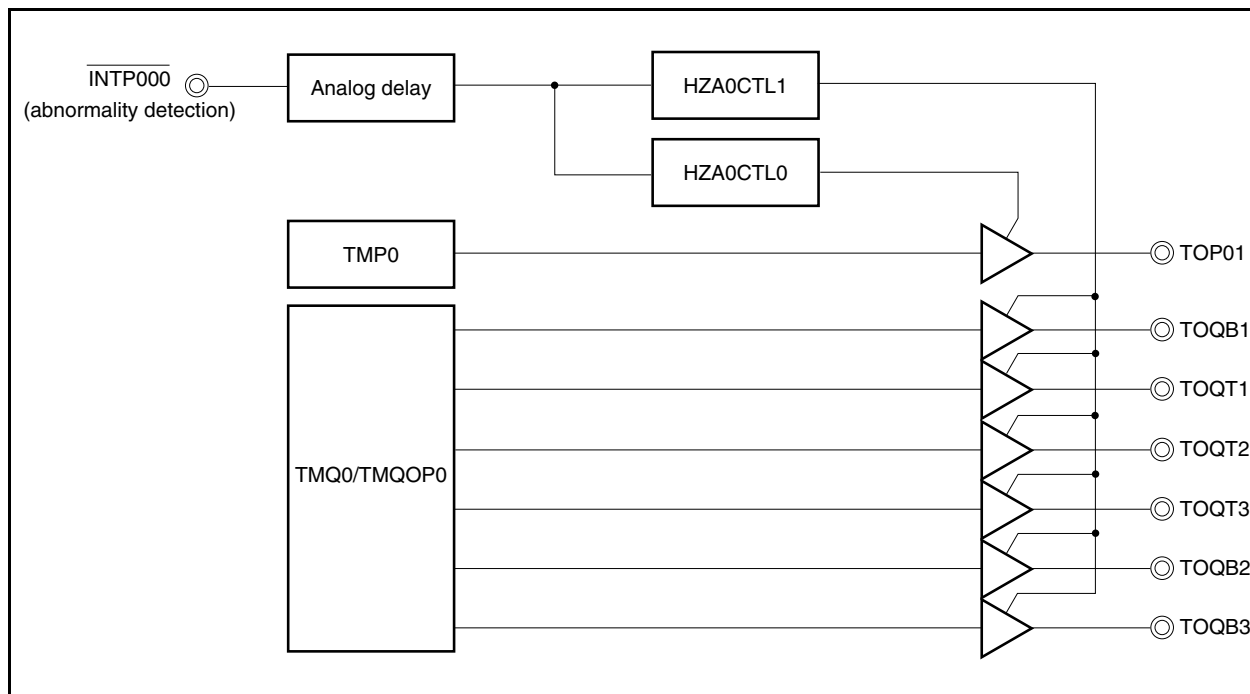 INTP000
(abnormality detection)
Analog delay
HZA0CTL1
HZA0CTL0
TMP0
TOP01
TMQ0/TMQOP0
TOQB1
TOQT1
TOQT2
TOQT3
TOQB2
TOQB3